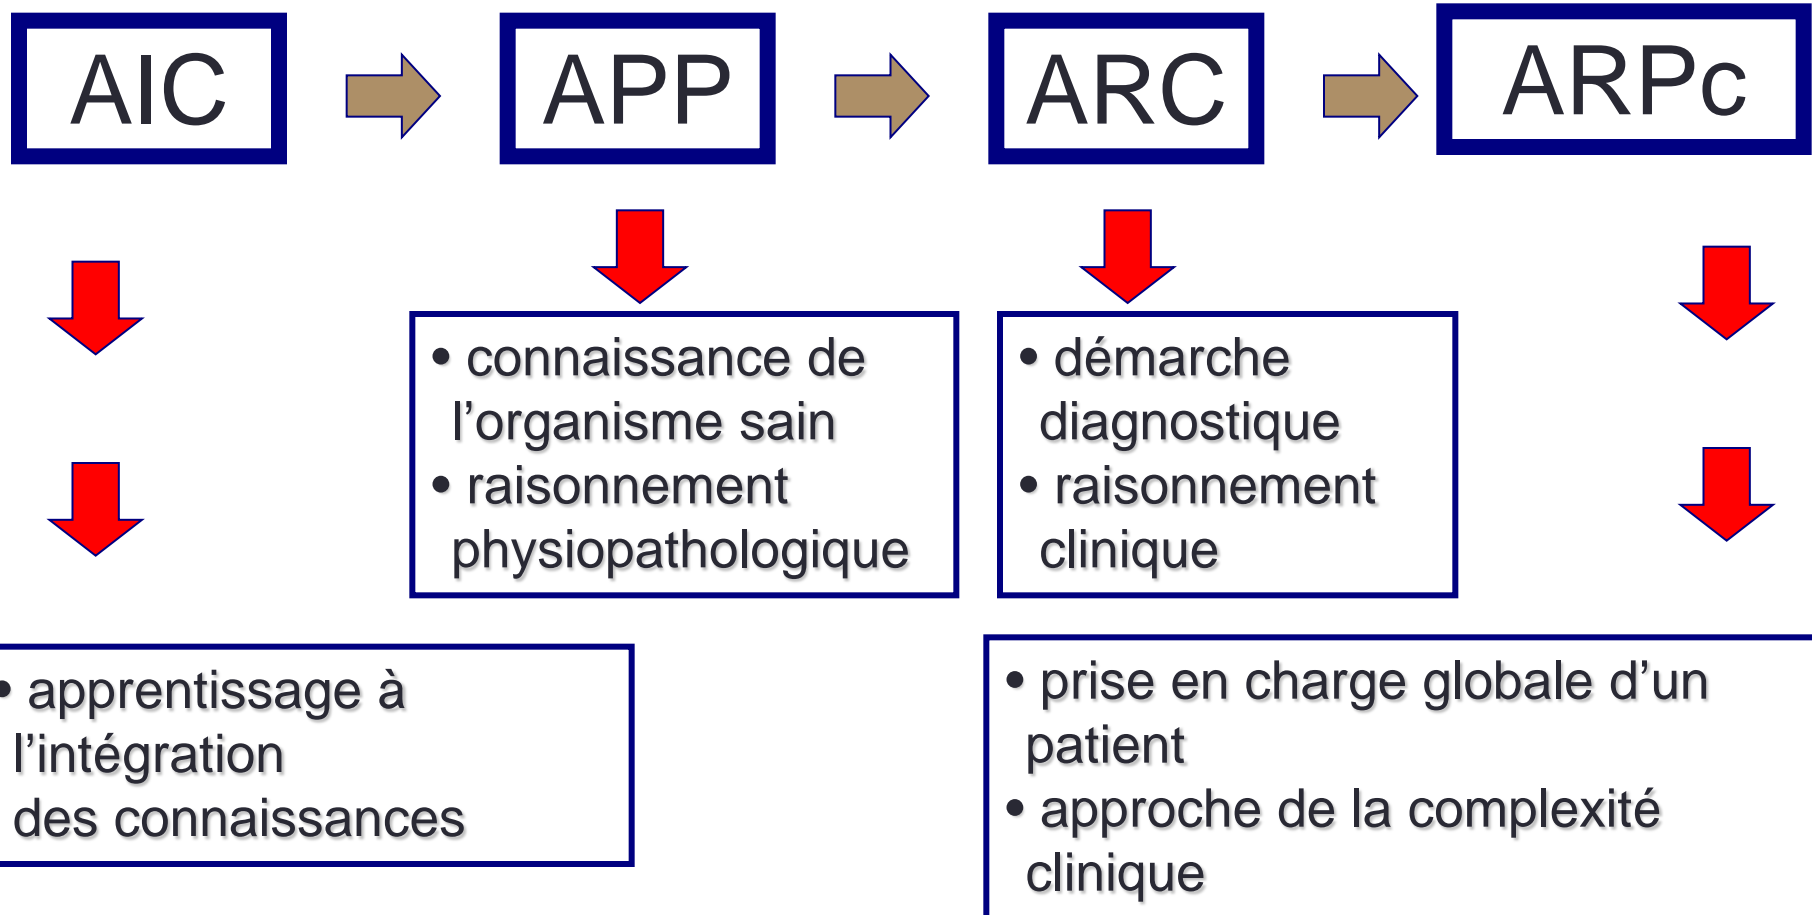 AIC
APP
ARC
ARPc
• connaissance de
l’organisme sain
• raisonnement
physiopathologique
• démarche
diagnostique
• raisonnement
clinique
• apprentissage à
l’intégration
des connaissances
• prise en charge globale d’un
patient
• approche de la complexité
clinique